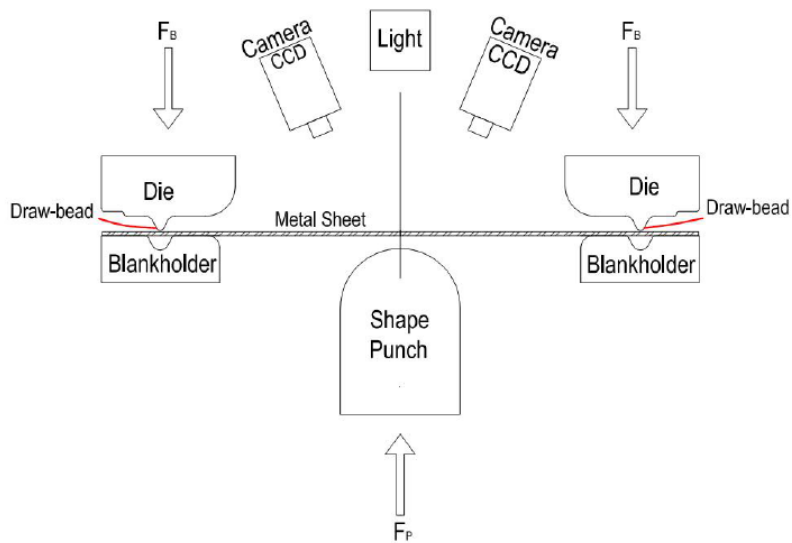 FB
Camera
CCD
Light
Camera
CCD
FB
Die
Die
Draw-bead
Metal Sheet
Draw-bead
Blankholder
Blankholder
Shape
Punch
FP